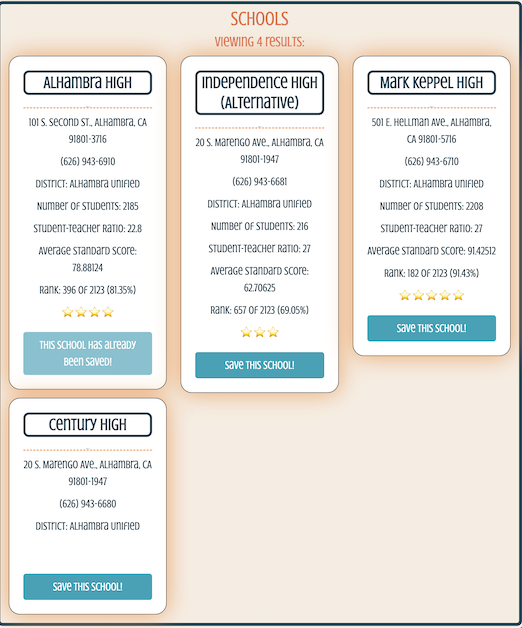 SCHOOLS
Viewing 4 results:
Alhambra High
101 S. Second St., Alhambra, CA
91801-3716
(626) 943-6910
District: Alhambra Unified
Number of Students: 2185
Student-Teacher Ratio: 22.8
Average Standard Score:
78.88124
Rank: 396 of 2123 (81.35%)
This school has already
been saved!
Independence High
(Alternative)
20 S. Marengo Ave., Alhambra, CA
91801-1947
(626) 943-6681
District: Alhambra Unified
Number of Students: 216
Student-Teacher Ratio: 27
Average Standard Score:
62.70625
Rank: 657 of 2123 (69.05%)
Save this school!
Mark Keppel High
501 E. Hellman Ave., Alhambra,
CA 91801-5716
(626) 943-6710
District: Alhambra Unified
Number of Students: 2208
Student-Teacher Ratio: 27
Average Standard Score: 91.42512
Rank: 182 of 2123 (91.43%)
Save this school!
Century High
20 S. Marengo Ave., Alhambra, CA
91801-1947
(626) 943-6680
District: Alhambra Unified
Save this school!